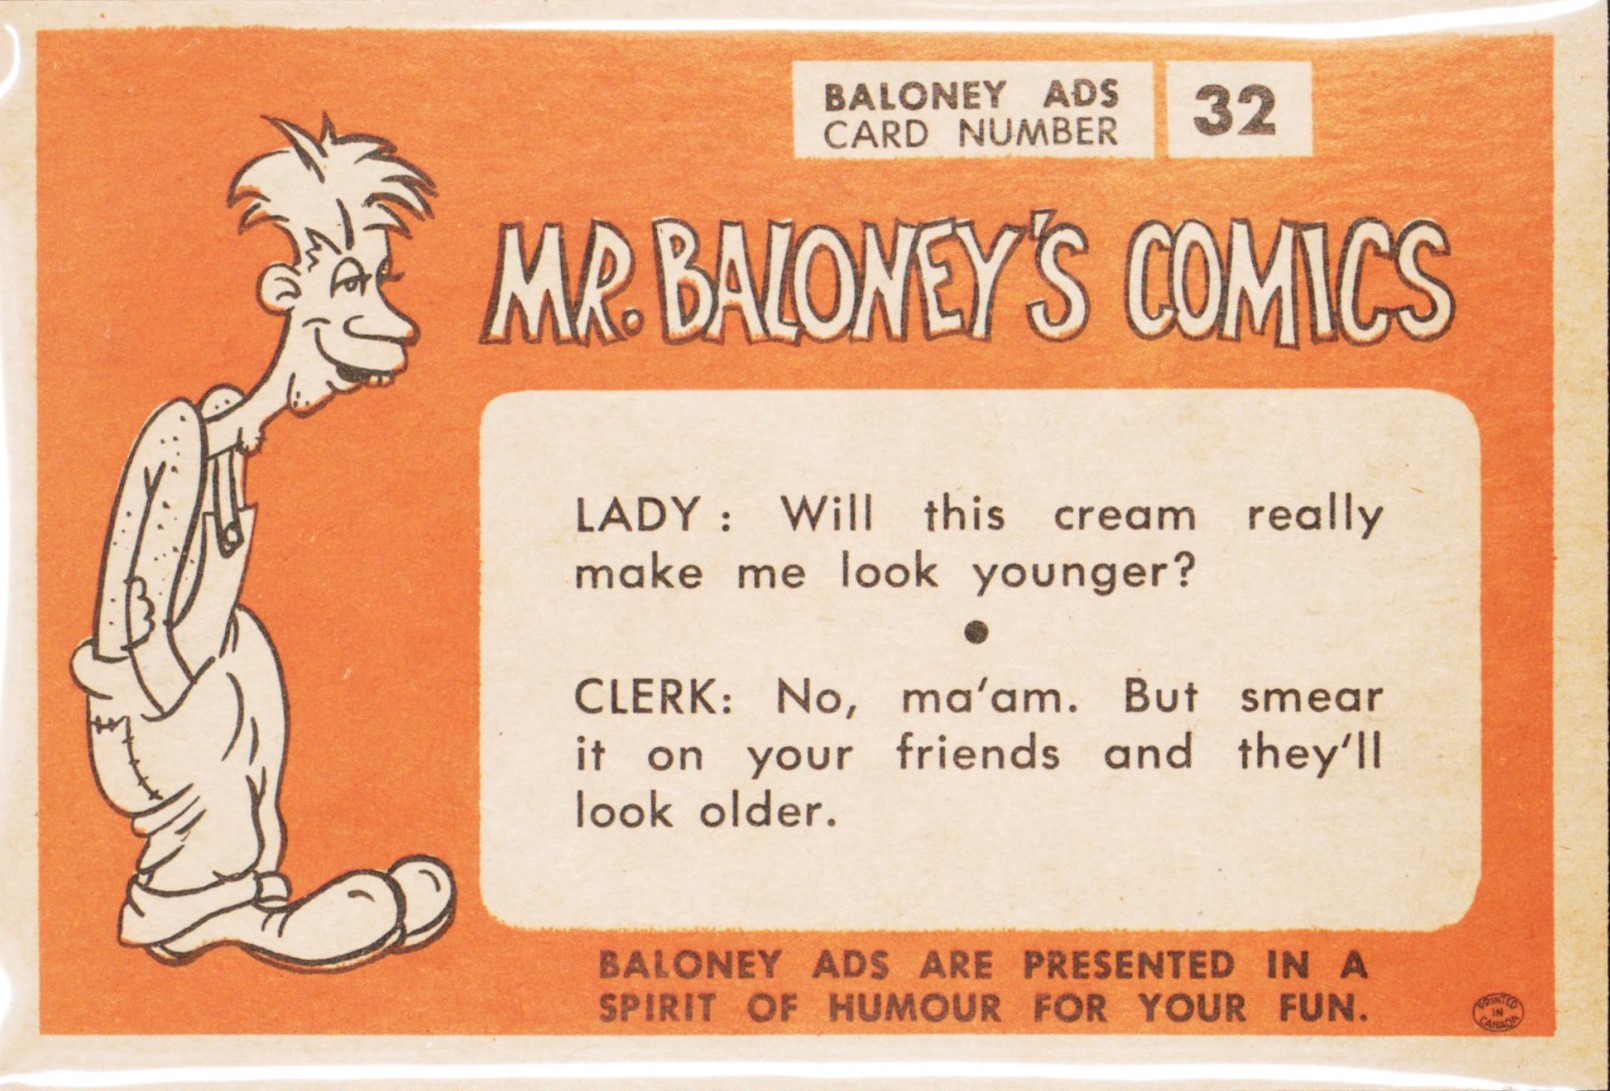 BALONEY ADS
CARD NUMBER
32
MR. BALONEY'S COMICS
LADY : Will this cream really
make me look younger?
●
CLERK: No, ma'am. But smear
it on your friends and they'll
look older.
BALONEY ADS ARE PRESENTED IN A
SPIRIT OF HUMOUR FOR YOUR FUN.
PRINTED
IN
CANADA